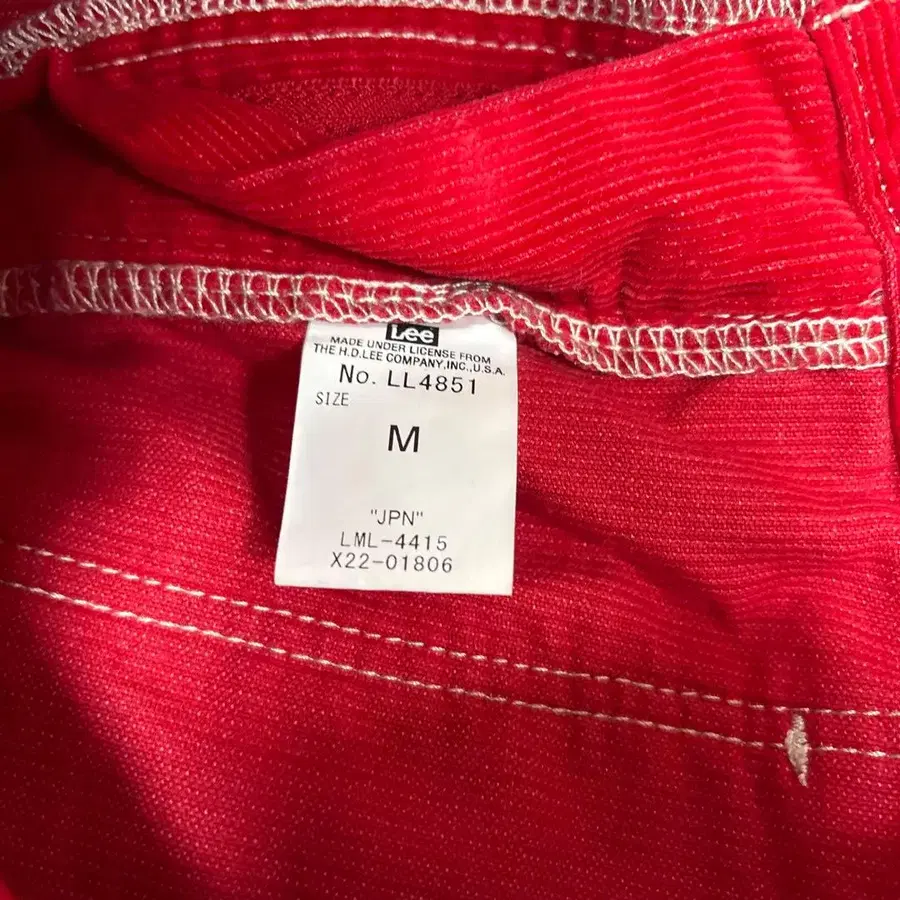 Lee
MADE UNDER LICENSE FROM
THE H.D.LEE COMPANY,INC.,U.S.A.
No. LL4851
SIZE
M
"JPN"
LML-4415
X22-01806